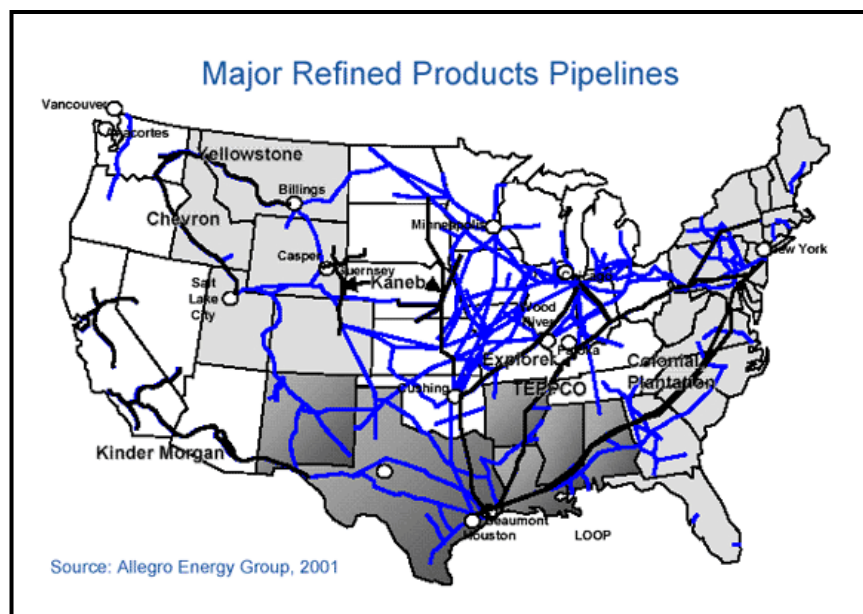 Major Refined Products Pipelines
Vancouver
Anacortes
Yellowstone
Billings
Chevron
Minneapolis
Casper
Guernsey
Chicago
New York
Salt
Lake
City
Kaneb
Wood
River
Patoka
Explorer
Colonial
Plantation
TEPPCO
Cushing
Kinder Morgan
Beaumont
Houston
LOOP
Source: Allegro Energy Group, 2001